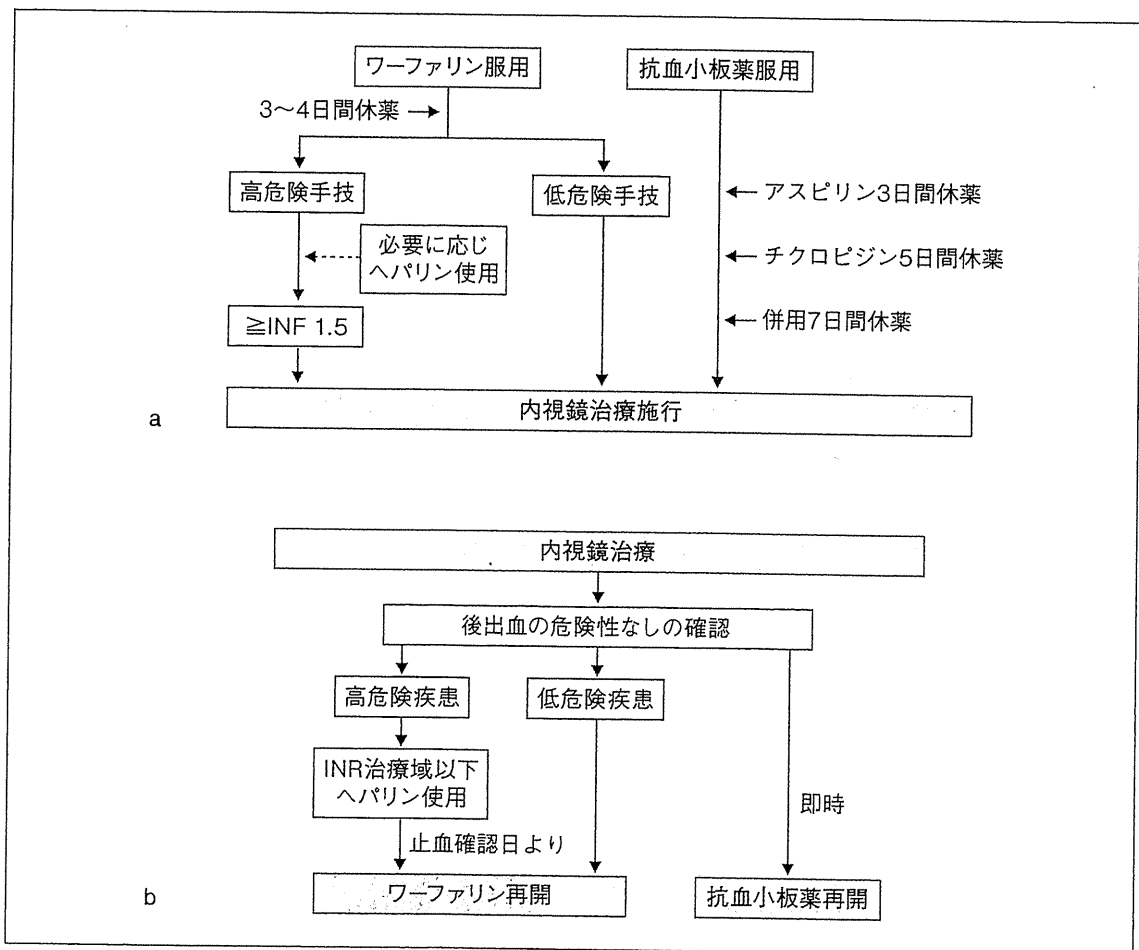 ワーファリン服用
抗血小板薬服用
3〜4日間休薬
高危険手技
低危険手技
アスピリン3日間休薬
必要に応じ
ヘパリン使用
チクロピジン5日間休薬
≧INF 1.5
併用7日間休薬
内視鏡治療施行
a
内視鏡治療
後出血の危険性なしの確認
高危険疾患
低危険疾患
INR治療域以下
ヘパリン使用
即時
止血確認日より
ワーファリン再開
抗血小板薬再開
b